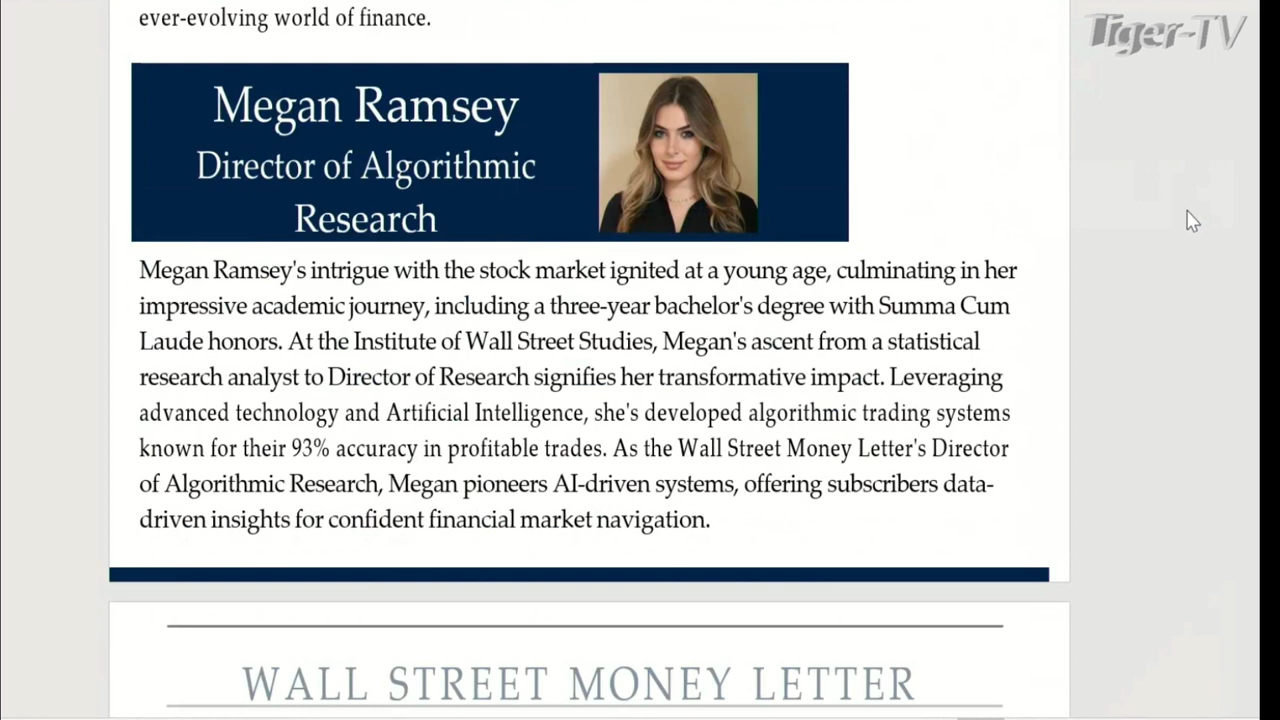 ever-evolving world of finance.
Tiger-TV
Megan Ramsey
Director of Algorithmic
Research
Megan Ramsey's intrigue with the stock market ignited at a young age, culminating in her
impressive academic journey, including a three-year bachelor's degree with Summa Cum
Laude honors. At the Institute of Wall Street Studies, Megan's ascent from a statistical
research analyst to Director of Research signifies her transformative impact. Leveraging
advanced technology and Artificial Intelligence, she's developed algorithmic trading systems
known for their 93% accuracy in profitable trades. As the Wall Street Money Letter's Director
of Algorithmic Research, Megan pioneers AI-driven systems, offering subscribers data-
driven insights for confident financial market navigation.
WALL STREET MONEY LETTER